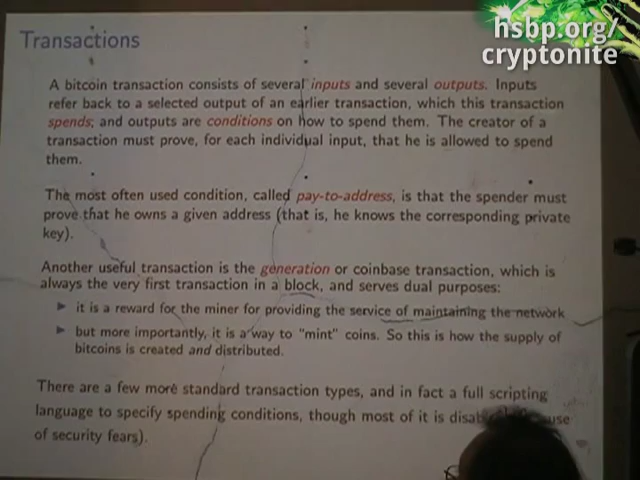 hsbp.org/
cryptonite
Transactions
A bitcoin transaction consists of several inputs and several outputs. Inputs
refer back to a selected output of an earlier transaction, which this transaction
spends, and outputs are conditions on how to spend them. The creator of a
transaction must prove, for each individual input, that he is allowed to spend
them.
The most often used condition, called pay-to-address, is that the spender must
prove that he owns a given address (that is, he knows the corresponding private
key).
Another useful transaction is the generation or coinbase transaction, which is
always the very first transaction in a block, and serves dual purposes:
it is a reward for the miner for providing the service of maintaining the network
but more importantly, it is a way to "mint" coins. So this is how the supply of
bitcoins is created and distributed.
There are a few more standard transaction types, and in fact a full scripting
language to specify spending conditions, though most of it is
of security fears).